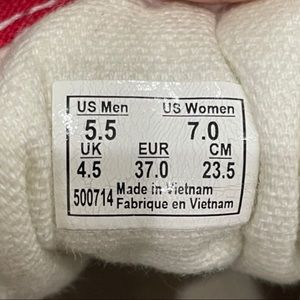 US Men US Women
5.5 7.0
UK EUR CM
4.5 37.0 23.5
500714 Made in Vietnam
Fabrique en Vietnam